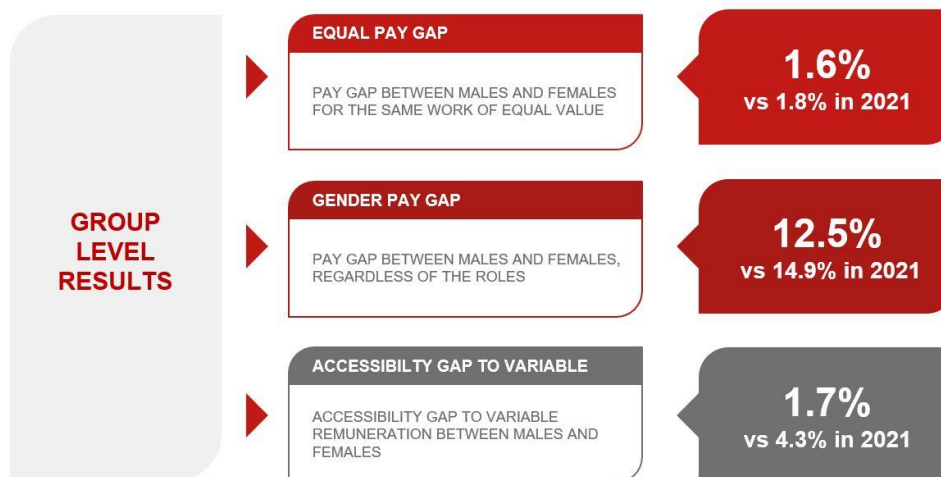 GROUP
LEVEL
RESULTS
EQUAL PAY GAP
PAY GAP BETWEEN MALES AND FEMALES
FOR THE SAME WORK OF EQUAL VALUE
1.6%
vs 1.8% in 2021
GENDER PAY GAP
PAY GAP BETWEEN MALES AND FEMALES,
REGARDLESS OF THE ROLES
12.5%
vs 14.9% in 2021
ACCESSIBILTY GAP TO VARIABLE
ACCESSIBILITY GAP TO VARIABLE
REMUNERATION BETWEEN MALES AND
FEMALES
1.7%
vs 4.3% in 2021